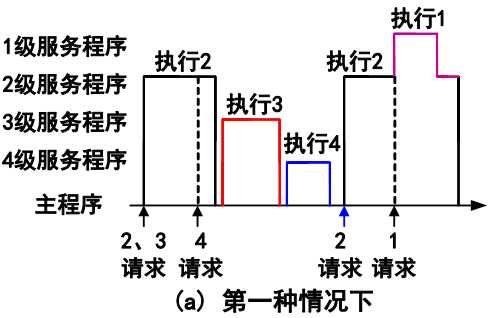 执行1
1级服务程序
执行2
执行2
2级服务程序
执行3
3级服务程序
执行4
4级服务程序
主程序
2、3
请求
4
请求
2
请求
1
请求
(a) 第一种情况下